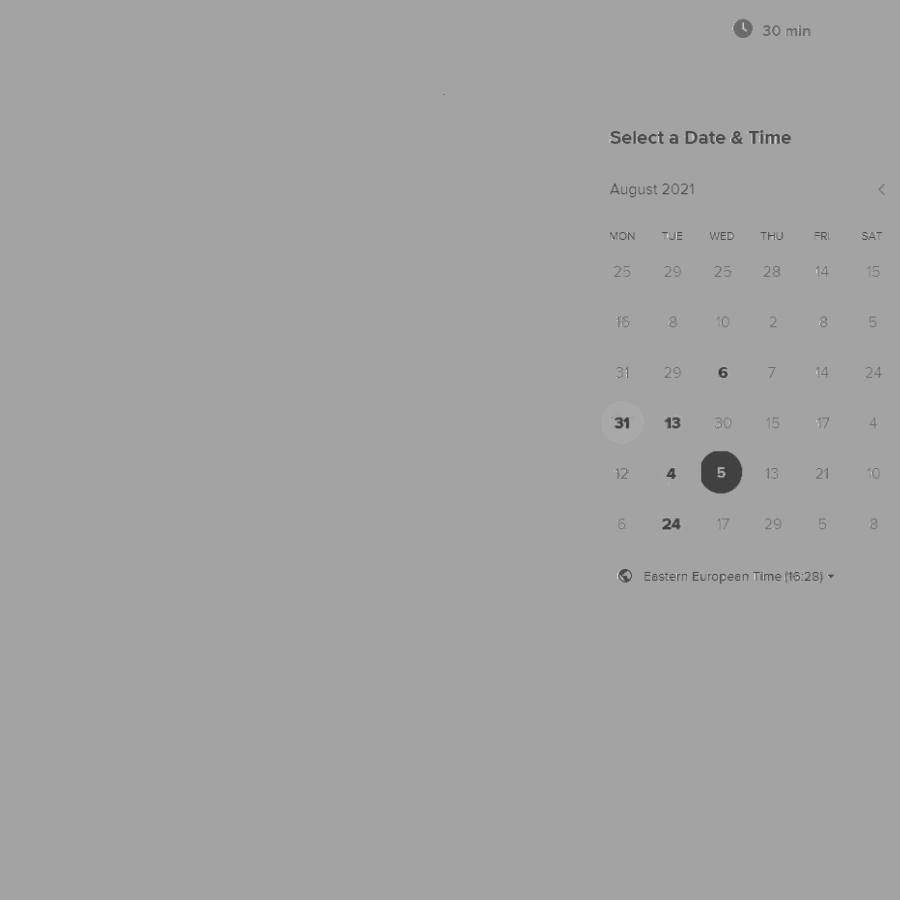 30 min
Select a Date & Time
August 2021
MON TUE WED THU FRI SAT
25 29 25 28 14 15
16 8 10 2 8 5
31 29 6 7 14 24
31 13 30 15 17 4
12 4 5 13 21 10
6 24 17 29 5 8
Eastern European Time (16:28)